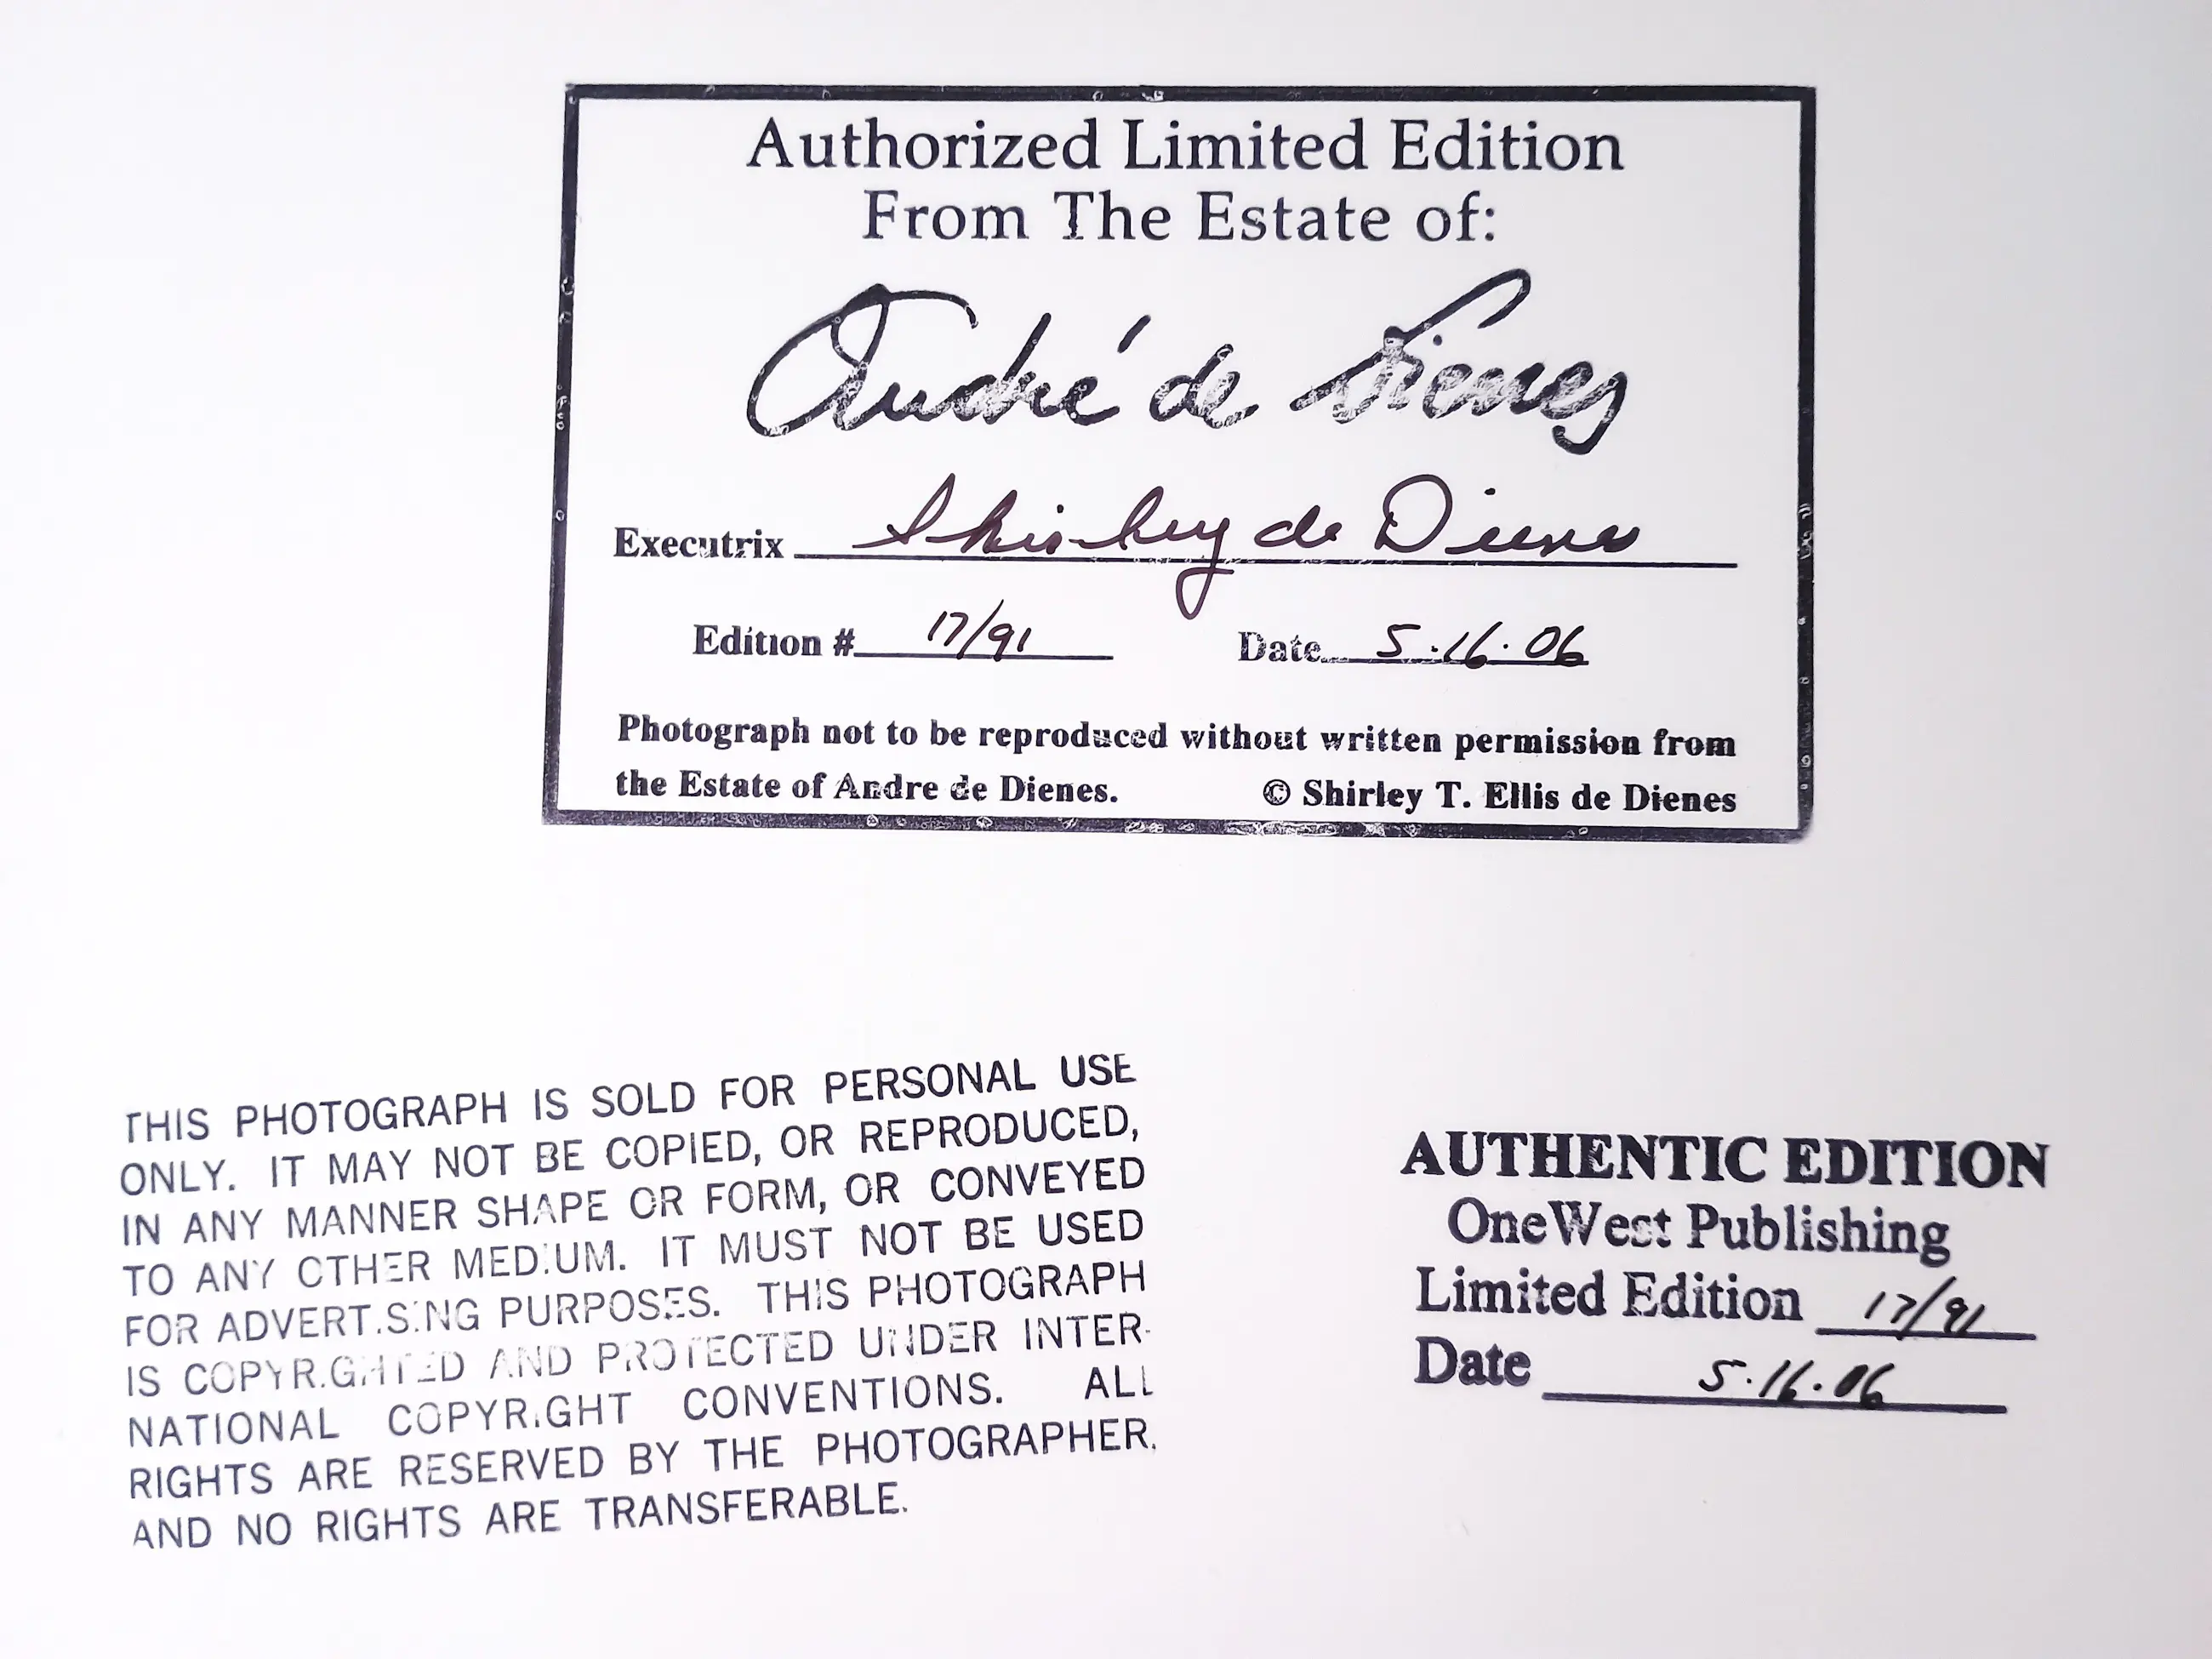 Authorized Limited Edition
From The Estate of:
André de Dienes
Executrix Shirley de Dienes
Edition # 17/91 Date 5.16.06
Photograph not to be reproduced without written permission from
the Estate of Andre de Dienes. © Shirley T. Ellis de Dienes
THIS PHOTOGRAPH IS SOLD FOR PERSONAL USE
ONLY. IT MAY NOT BE COPIED, OR REPRODUCED,
IN ANY MANNER SHAPE OR FORM, OR CONVEYED
TO ANY OTHER MEDIUM. IT MUST NOT BE USED
FOR ADVERTISING PURPOSES. THIS PHOTOGRAPH
IS COPYRIGHTED AND PROTECTED UNDER INTER-
NATIONAL COPYRIGHT CONVENTIONS. ALL
RIGHTS ARE RESERVED BY THE PHOTOGRAPHER,
AND NO RIGHTS ARE TRANSFERABLE.
AUTHENTIC EDITION
OneWest Publishing
Limited Edition 17/91
Date 5.16.06